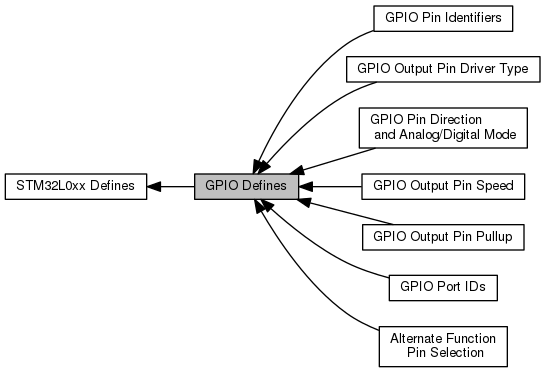 GPIO Pin Identifiers
GPIO Output Pin Driver Type
GPIO Pin Direction
and Analog/Digital Mode
STM32L0xx Defines
GPIO Defines
GPIO Output Pin Speed
GPIO Output Pin Pullup
GPIO Port IDs
Alternate Function
Pin Selection